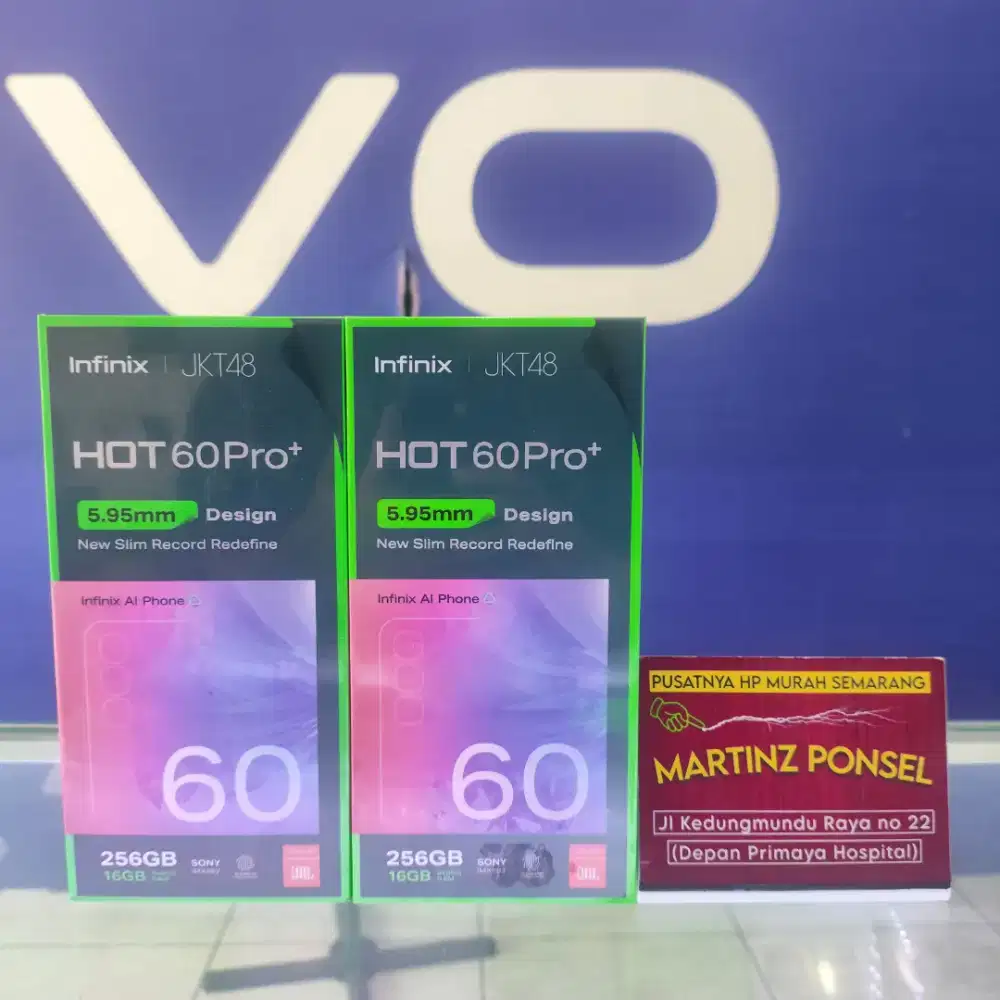 VO
Infinix | JKT48
HOT 60 Pro+
5.95mm Design
New Slim Record Redefine
Infinix AI Phone
60
256GB
16GB
SONY
JBL
Infinix | JKT48
HOT 60 Pro+
5.95mm Design
New Slim Record Redefine
Infinix AI Phone
60
256GB
16GB
SONY
JBL
PUSATNYA HP MURAH SEMARANG
MARTINZ PONSEL
Jl Kedungmundu Raya no 22
(Depan Primaya Hospital)